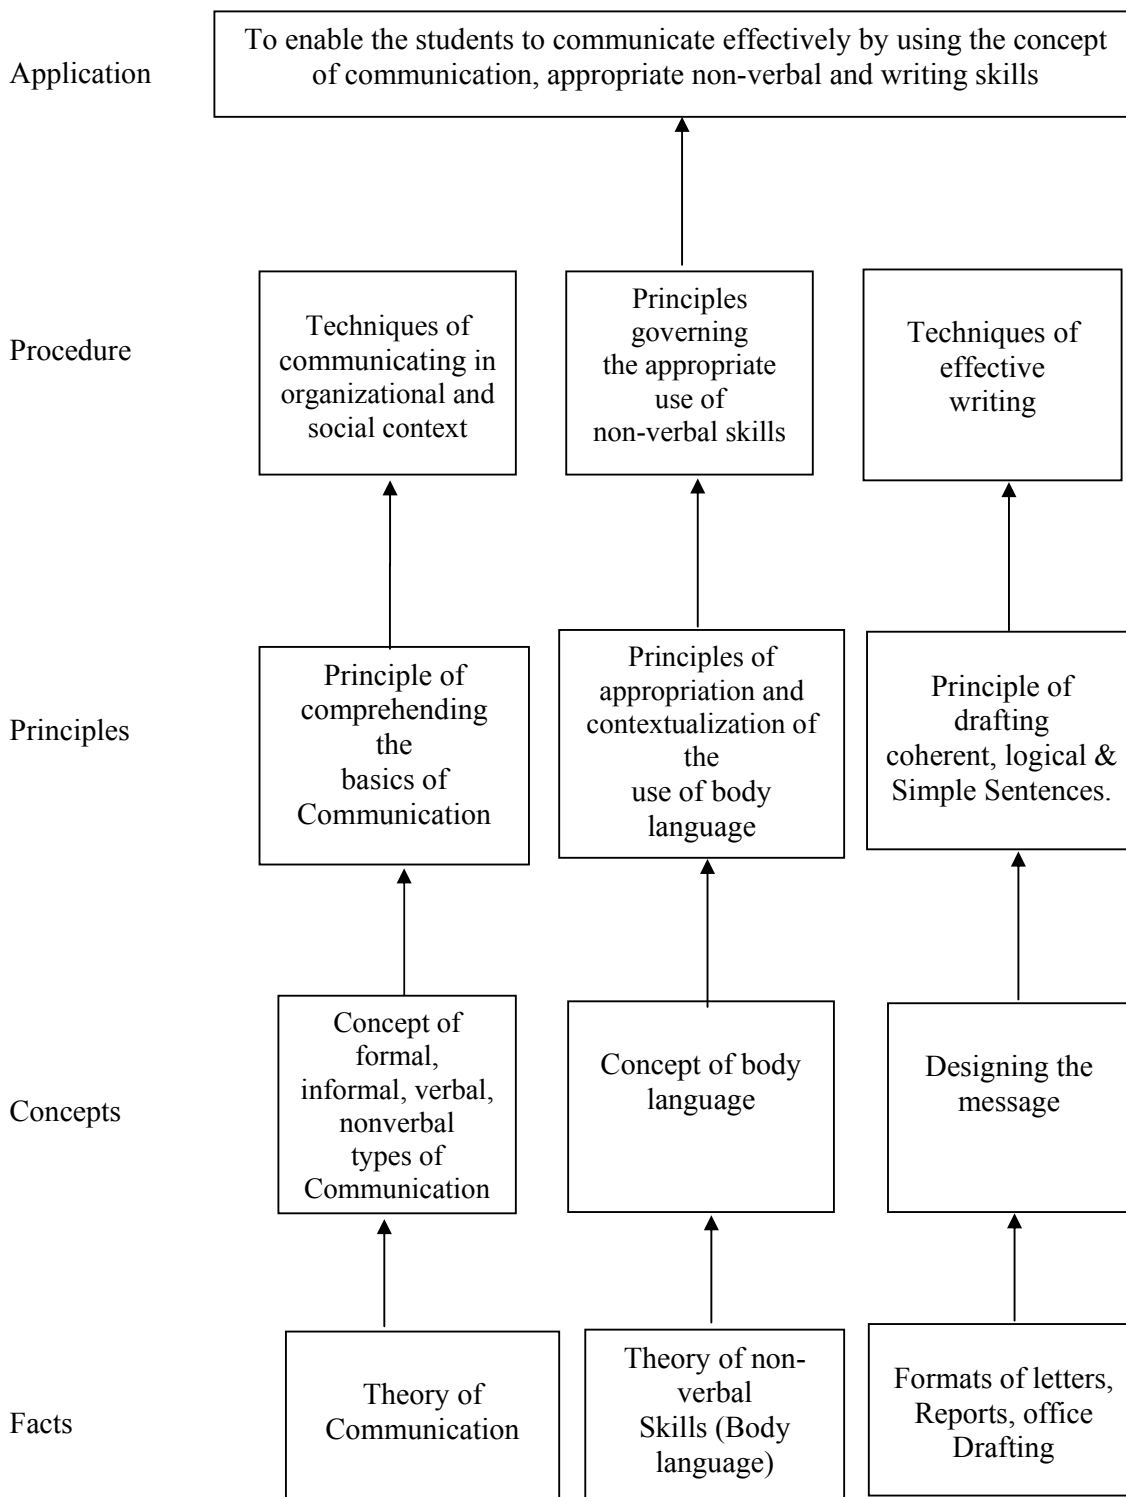 Application
To enable the students to communicate effectively by using the concept
of communication, appropriate non-verbal and writing skills
Procedure
Techniques of
communicating in
organizational and
social context
Principles
governing
the appropriate
use of
non-verbal skills
Techniques of
effective
writing
Principles
Principle of
comprehending
the
basics of
Communication
Principles of
appropriation and
contextualization of
the
use of body
language
Principle of
drafting
coherent, logical &
Simple Sentences.
Concepts
Concept of
formal,
informal, verbal,
nonverbal
types of
Communication
Concept of body
language
Designing the
message
Facts
Theory of
Communication
Theory of non-
verbal
Skills (Body
language)
Formats of letters,
Reports, office
Drafting